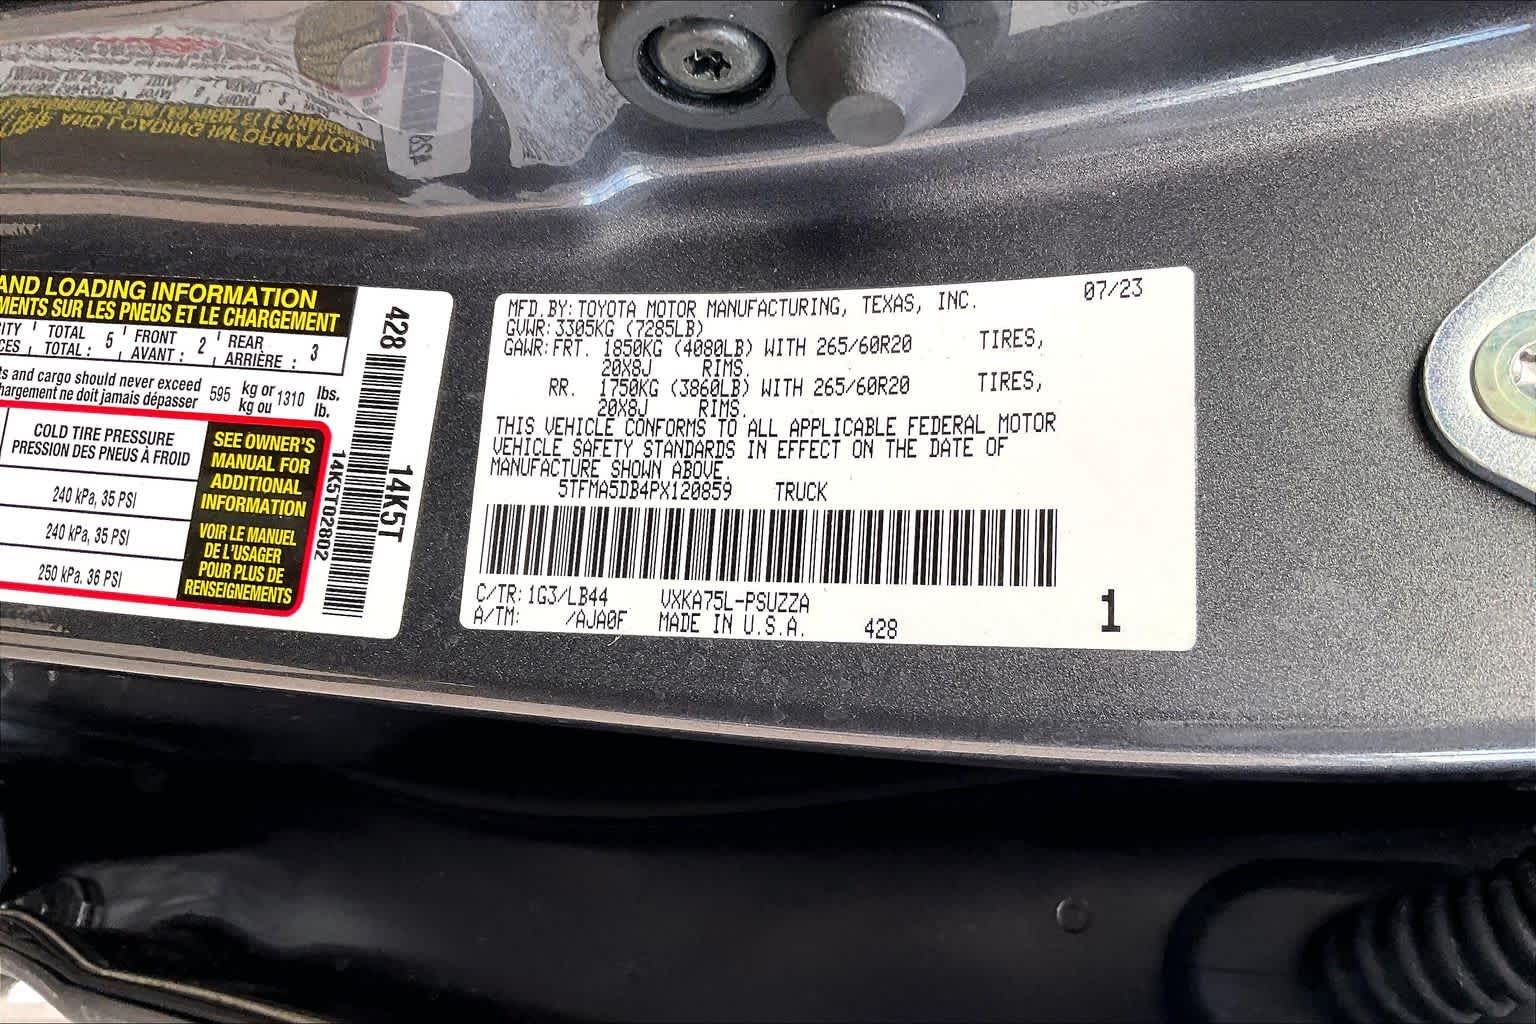 AND LOADING INFORMATION
MENTS SUR LES PNEUS ET LE CHARGEMENT
TOTAL 5 FRONT 2 REAR 3
TOTAL : AVANT : ARRIÈRE :
and cargo should never exceed 595 kg or 1310 lbs.
chargement ne doit jamais dépasser kg ou lb.
COLD TIRE PRESSURE
PRESSION DES PNEUS À FROID
240 kPa, 35 PSI
240 kPa, 35 PSI
250 kPa. 36 PSI
SEE OWNER'S
MANUAL FOR
ADDITIONAL
INFORMATION
VOIR LE MANUEL
DE L'USAGER
POUR PLUS DE
RENSEIGNEMENTS
428
14K5T
14K5T02802
MFD.BY:TOYOTA MOTOR MANUFACTURING, TEXAS, INC. 07/23
GVWR:3305KG (7285LB)
GAWR:FRT. 1850KG (4080LB) WITH 265/60R20 TIRES,
20X8J RIMS.
RR. 1750KG (3860LB) WITH 265/60R20 TIRES,
20X8J RIMS.
THIS VEHICLE CONFORMS TO ALL APPLICABLE FEDERAL MOTOR
VEHICLE SAFETY STANDARDS IN EFFECT ON THE DATE OF
MANUFACTURE SHOWN ABOVE.
5TFMA5DB4PX120859 TRUCK
C/TR:1G3/LB44 VXKA75L-PSUZZA
A/TM: /AJA0F MADE IN U.S.A. 428
1